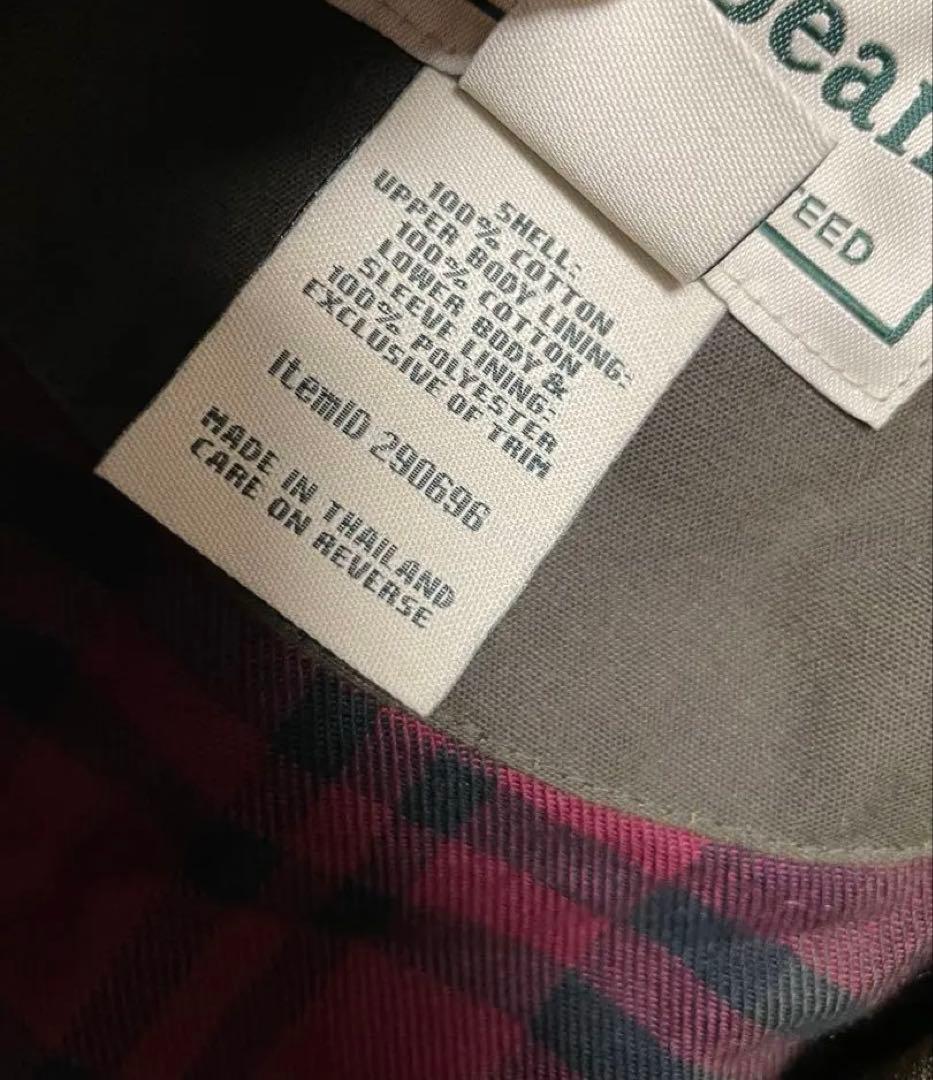 Bean
TEED
SHELL:
100% COTTON
UPPER BODY LINING:
100% COTTON
LOWER BODY &
SLEEVE LINING:
100% POLYESTER
EXCLUSIVE OF TRIM
ItemID 290696
MADE IN THAILAND
CARE ON REVERSE